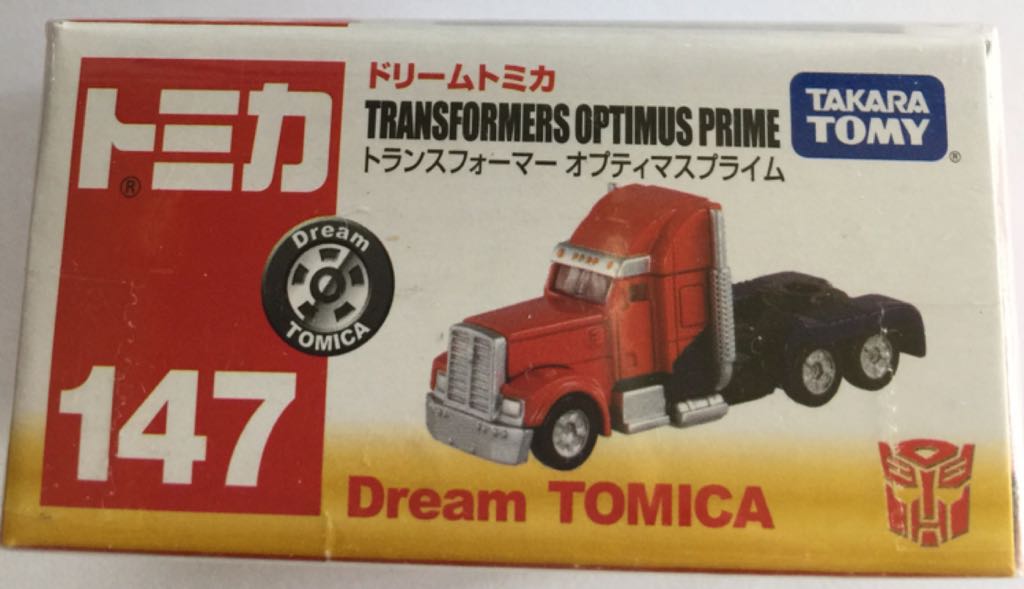 トミカ
®
ドリームトミカ
TRANSFORMERS OPTIMUS PRIME
トランスフォーマー オプティマスプライム
TAKARA
TOMY
®
Dream
TOMICA
147
Dream TOMICA